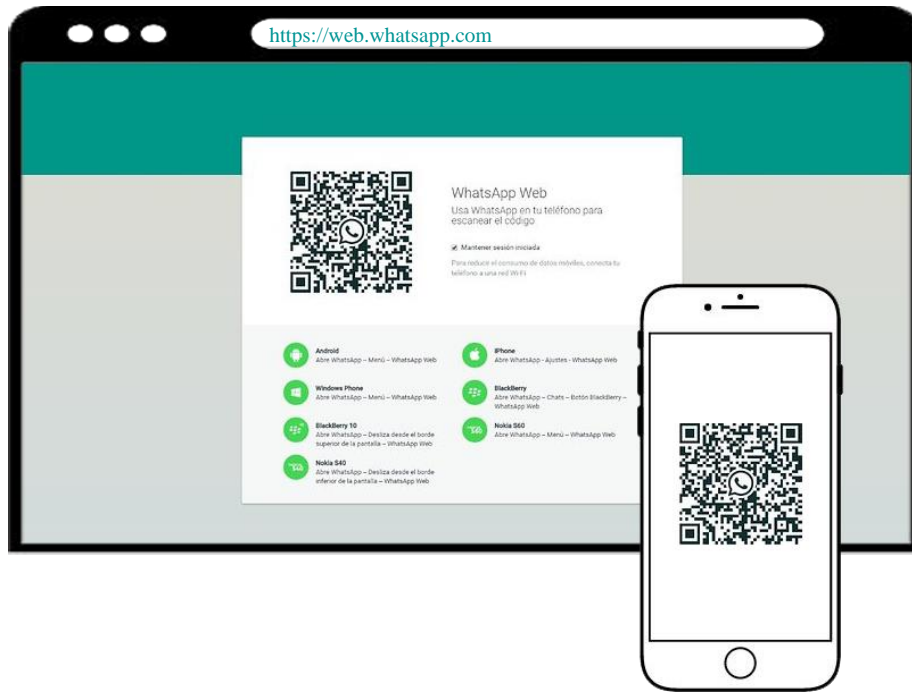 https://web.whatsapp.com
WhatsApp Web
Usa WhatsApp en tu teléfono para
escanear el código
Mantener sesión iniciada
Para reduce el consumo de datos móviles, conecta tu
teléfono a una red Wi-Fi
Android
Abre WhatsApp – Menú – WhatsApp Web
iPhone
Abre WhatsApp - Ajustes - WhatsApp Web
Windows Phone
Abre WhatsApp – Menú – WhatsApp Web
BlackBerry
Abre WhatsApp – Chats – Botón BlackBerry –
WhatsApp Web
BlackBerry 10
Abre WhatsApp – Desliza desde el borde
superior de la pantalla – WhatsApp Web
Nokia S60
Abre WhatsApp – Menú – WhatsApp Web
Nokia S40
Abre WhatsApp – Desliza desde el borde
inferior de la pantalla – WhatsApp Web